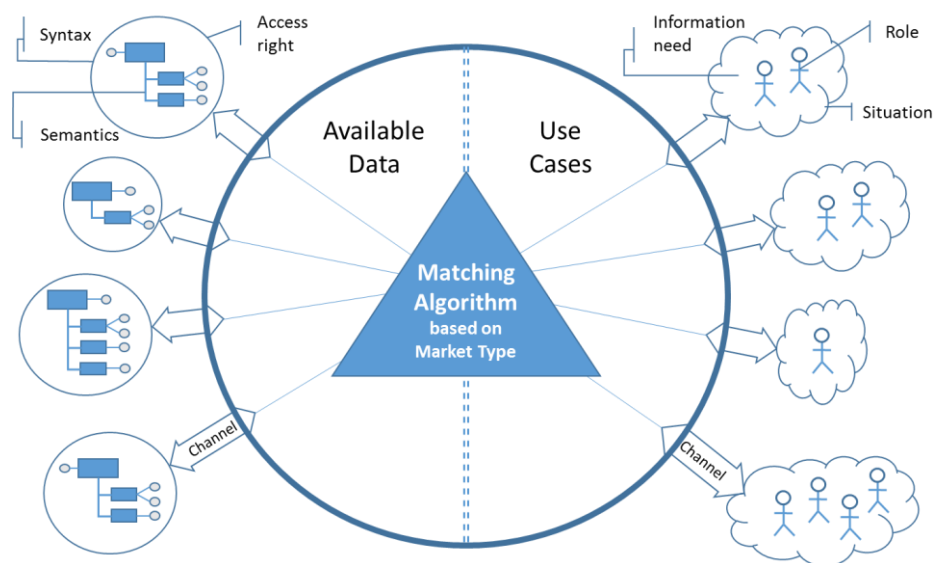 Syntax
Access
right
Semantics
Information
need
Role
Situation
Available
Data
Use
Cases
Matching
Algorithm
based on
Market Type
Channel
Channel